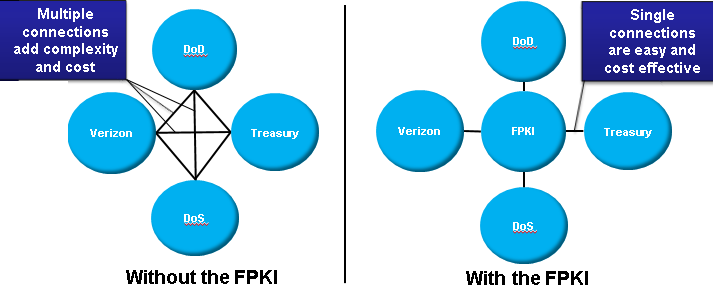 Multiple
connections
add complexity
and cost
DoD
Verizon
Treasury
DoS
Without the FPKI
Single
connections
are easy and
cost effective
DoD
Verizon
FPKI
Treasury
DoS
With the FPKI